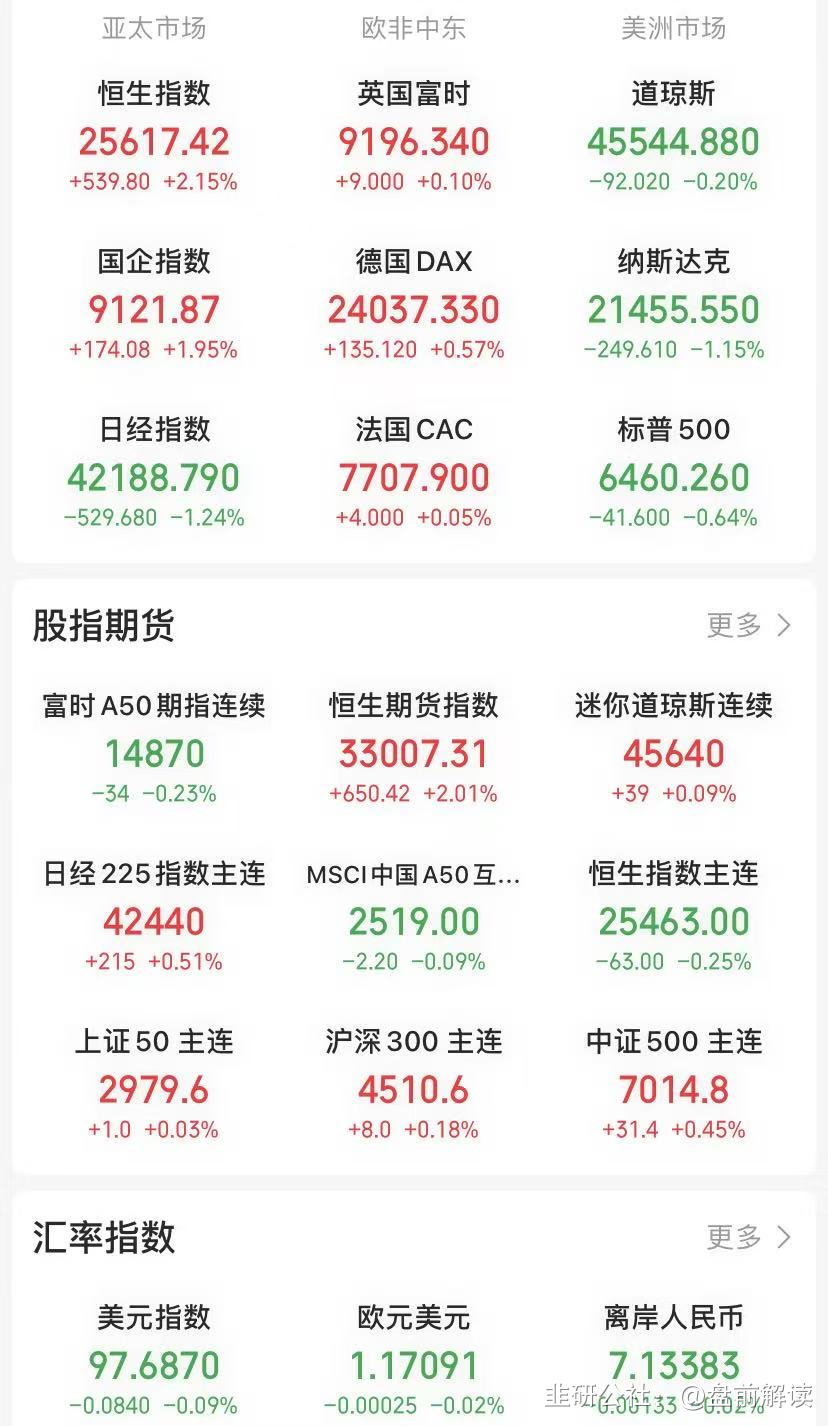 亚太市场 欧非中东 美洲市场
恒生指数 英国富时 道琼斯
25617.42 9196.340 45544.880
+539.80 +2.15% +9.000 +0.10% −92.020 −0.20%
国企指数 德国DAX 纳斯达克
9121.87 24037.330 21455.550
+174.08 +1.95% +135.120 +0.57% −249.610 −1.15%
日经指数 法国CAC 标普500
42188.790 7707.900 6460.260
−529.680 −1.24% +4.000 +0.05% −41.600 −0.64%
股指期货 更多 >
富时A50期指连续 恒生期货指数 迷你道琼斯连续
14870 33007.31 45640
−34 −0.23% +650.42 +2.01% +39 +0.09%
日经225指数主连 MSCI中国A50互... 恒生指数主连
42440 2519.00 25463.00
+215 +0.51% −2.20 −0.09% −63.00 −0.25%
上证50 主连 沪深300 主连 中证500 主连
2979.6 4510.6 7014.8
+1.0 +0.03% +8.0 +0.18% +31.4 +0.45%
汇率指数 更多 >
美元指数 欧元美元 离岸人民币
97.6870 1.17091 7.13383
−0.0840 −0.09% −0.00025 −0.02% −0.00133 −0.02%
韭研公社 @盘前解读